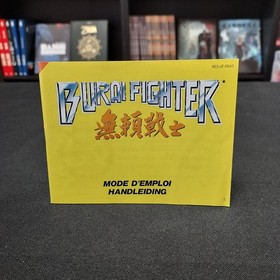 BURAI FIGHTER
無頼戦士
MODE D'EMPLOI
HANDLEIDING